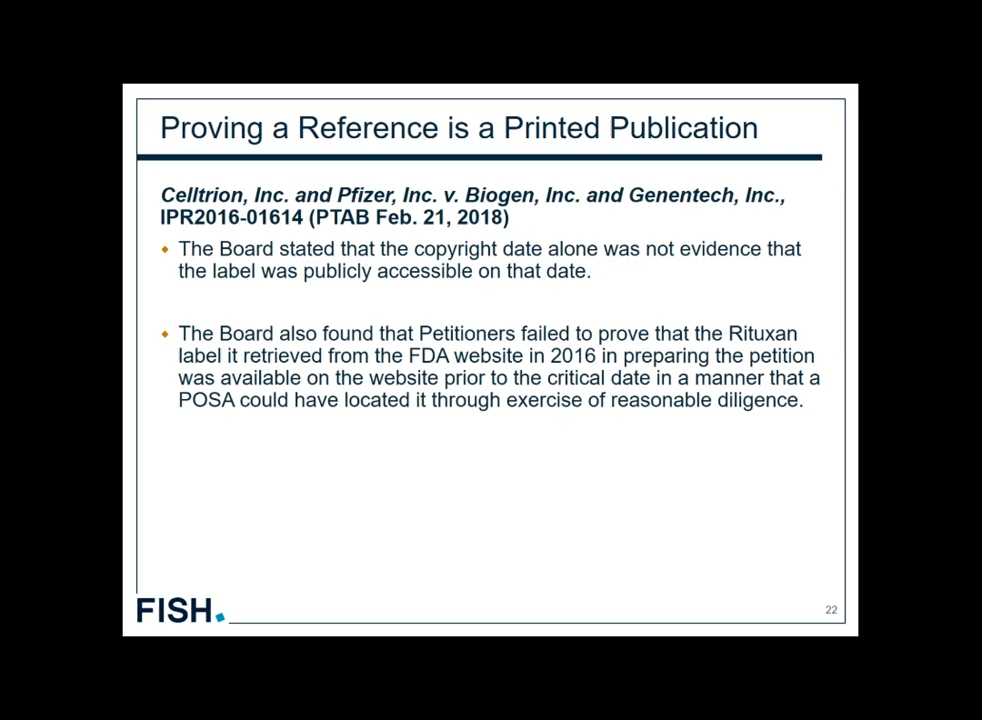 Proving a Reference is a Printed Publication
Celltrion, Inc. and Pfizer, Inc. v. Biogen, Inc. and Genentech, Inc.,
IPR2016-01614 (PTAB Feb. 21, 2018)
The Board stated that the copyright date alone was not evidence that
the label was publicly accessible on that date.
The Board also found that Petitioners failed to prove that the Rituxan
label it retrieved from the FDA website in 2016 in preparing the petition
was available on the website prior to the critical date in a manner that a
POSA could have located it through exercise of reasonable diligence.
FISH
22